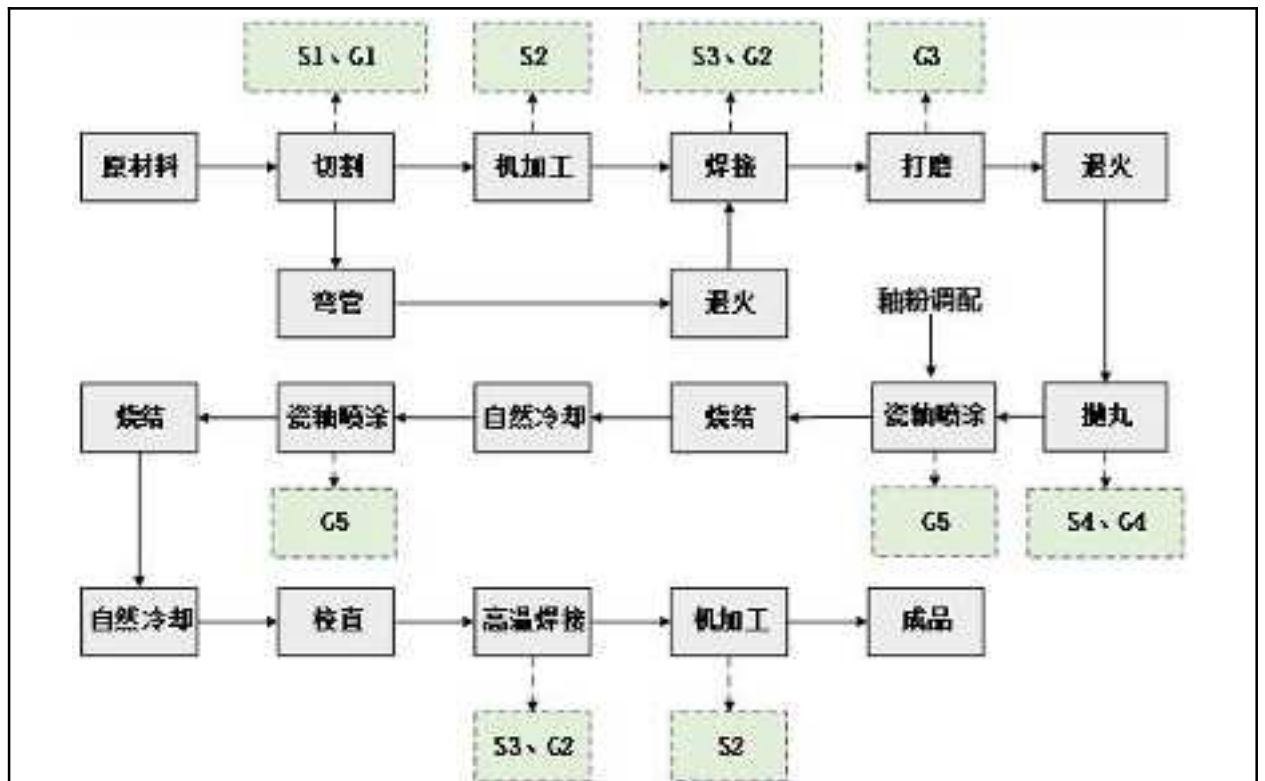 S1、G1
S2
S3、G2
G3
原材料
切割
机加工
焊接
打磨
退火
弯管
退火
釉粉调配
烧结
瓷釉喷涂
自然冷却
烧结
瓷釉喷涂
抛丸
G5
G5
S4、G4
自然冷却
校直
高温焊接
机加工
成品
S3、G2
S2